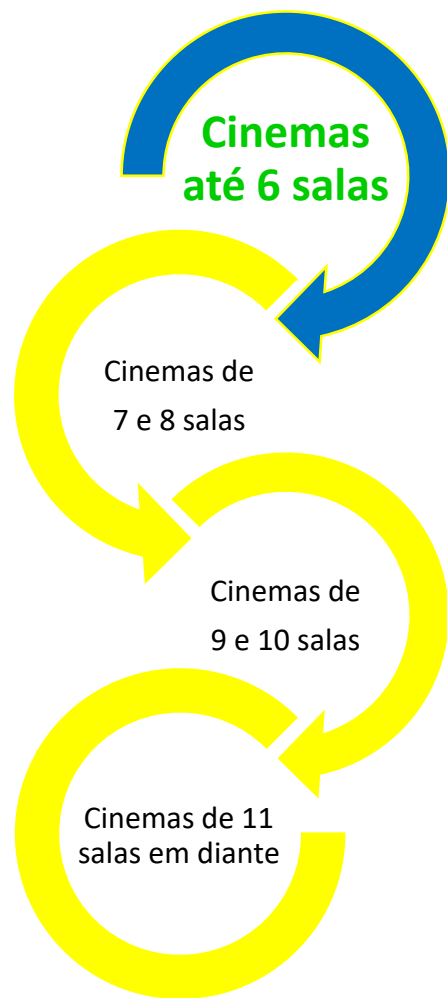 Cinemas
até 6 salas
Cinemas de
7 e 8 salas
Cinemas de
9 e 10 salas
Cinemas de 11
salas em diante